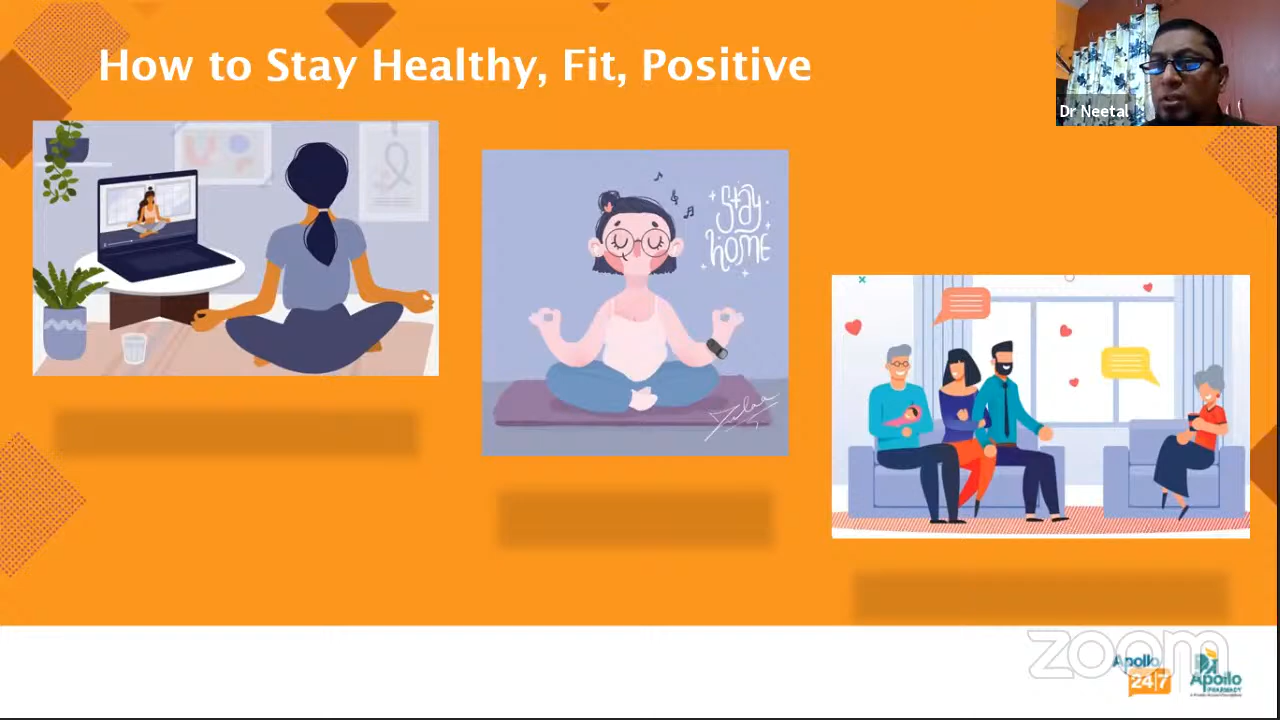 How to Stay Healthy, Fit, Positive
Dr Neetal
Stay
home
zoom
Apollo
24|7
Apollo
PHARMACY